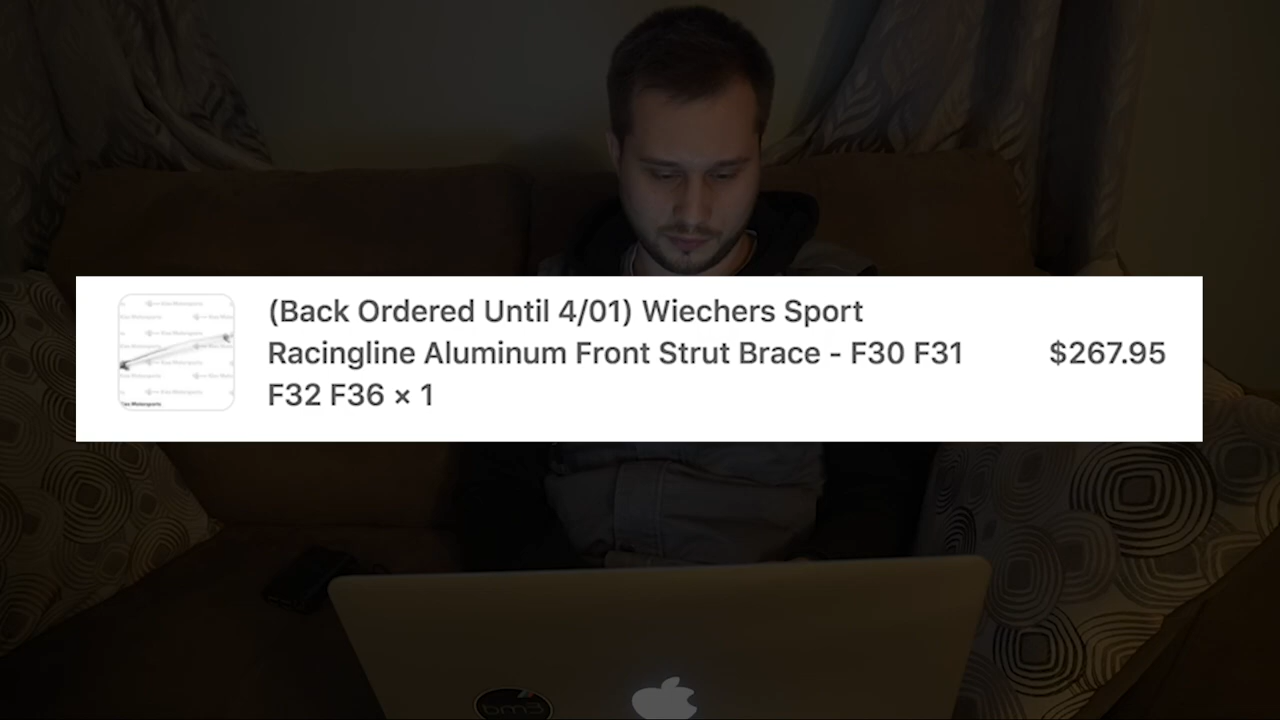 (Back Ordered Until 4/01) Wiechers Sport
Racingline Aluminum Front Strut Brace - F30 F31
$267.95
F32 F36 × 1